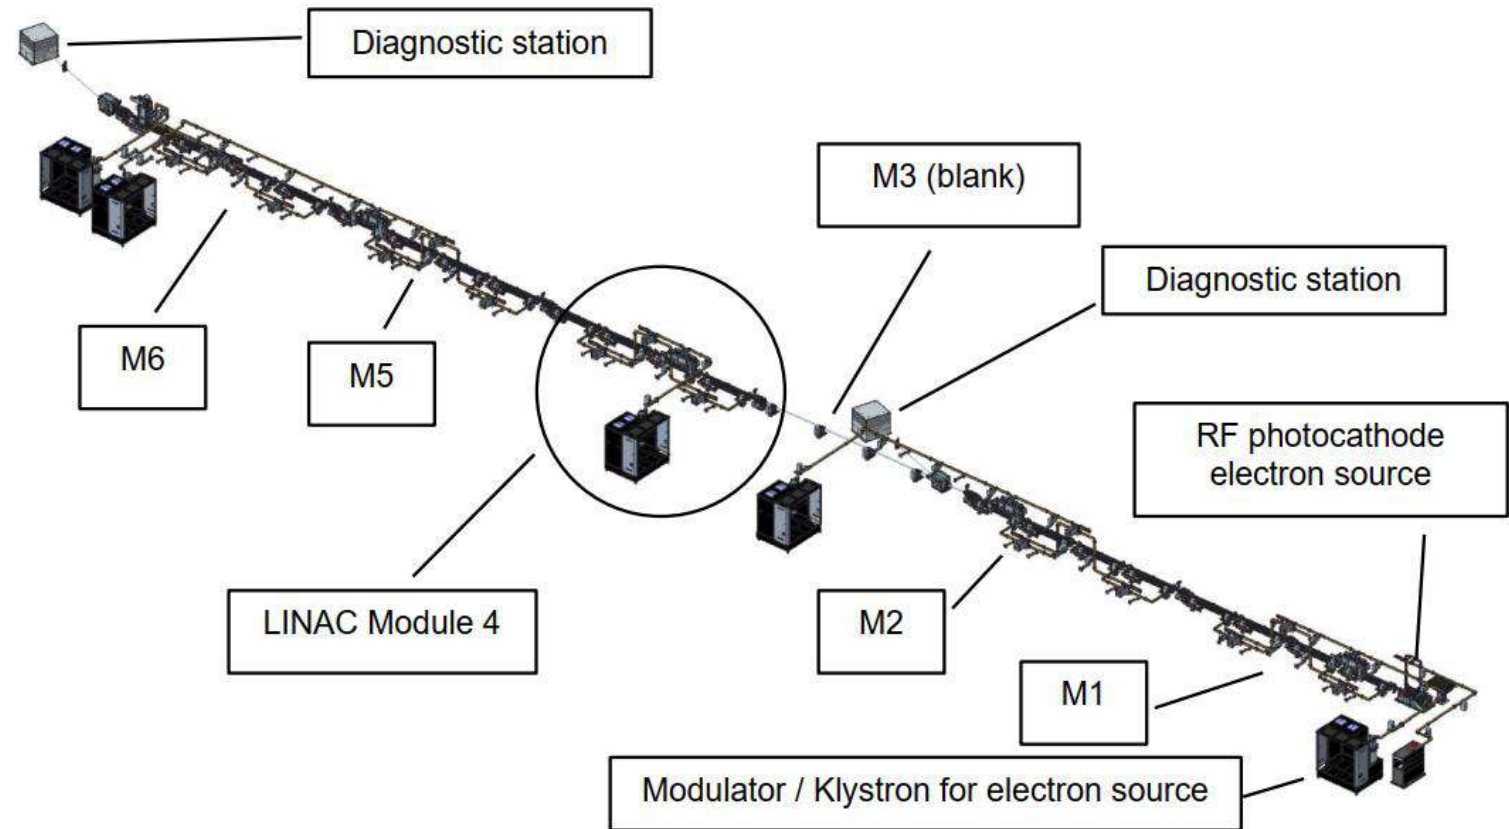 Diagnostic station
M3 (blank)
Diagnostic station
M6
M5
RF photocathode
electron source
LINAC Module 4
M2
M1
Modulator / Klystron for electron source